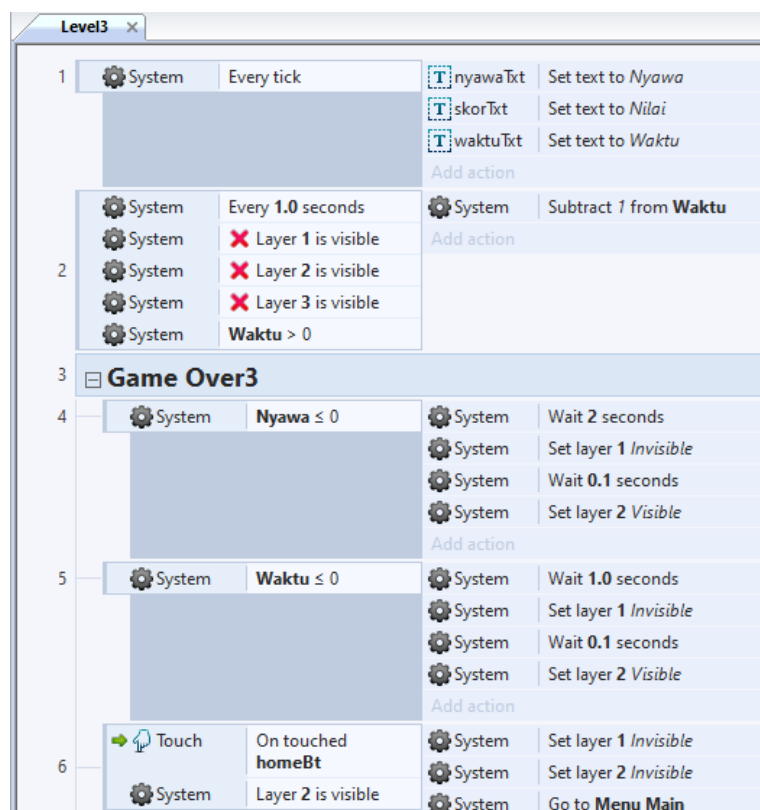 Level3
1 System Every tick nyawaTxt Set text to Nyawa
skorTxt Set text to Nilai
waktuTxt Set text to Waktu
Add action
System Every 1.0 seconds System Subtract 1 from Waktu
System Layer 1 is visible Add action
2 System Layer 2 is visible
System Layer 3 is visible
System Waktu > 0
3 Game Over3
4 System Nyawa ≤ 0 System Wait 2 seconds
System Set layer 1 Invisible
System Wait 0.1 seconds
System Set layer 2 Visible
Add action
5 System Waktu ≤ 0 System Wait 1.0 seconds
System Set layer 1 Invisible
System Wait 0.1 seconds
System Set layer 2 Visible
Add action
Touch On touched System Set layer 1 Invisible
homeBt
6 System Set layer 2 Invisible
System Layer 2 is visible System Go to Menu Main